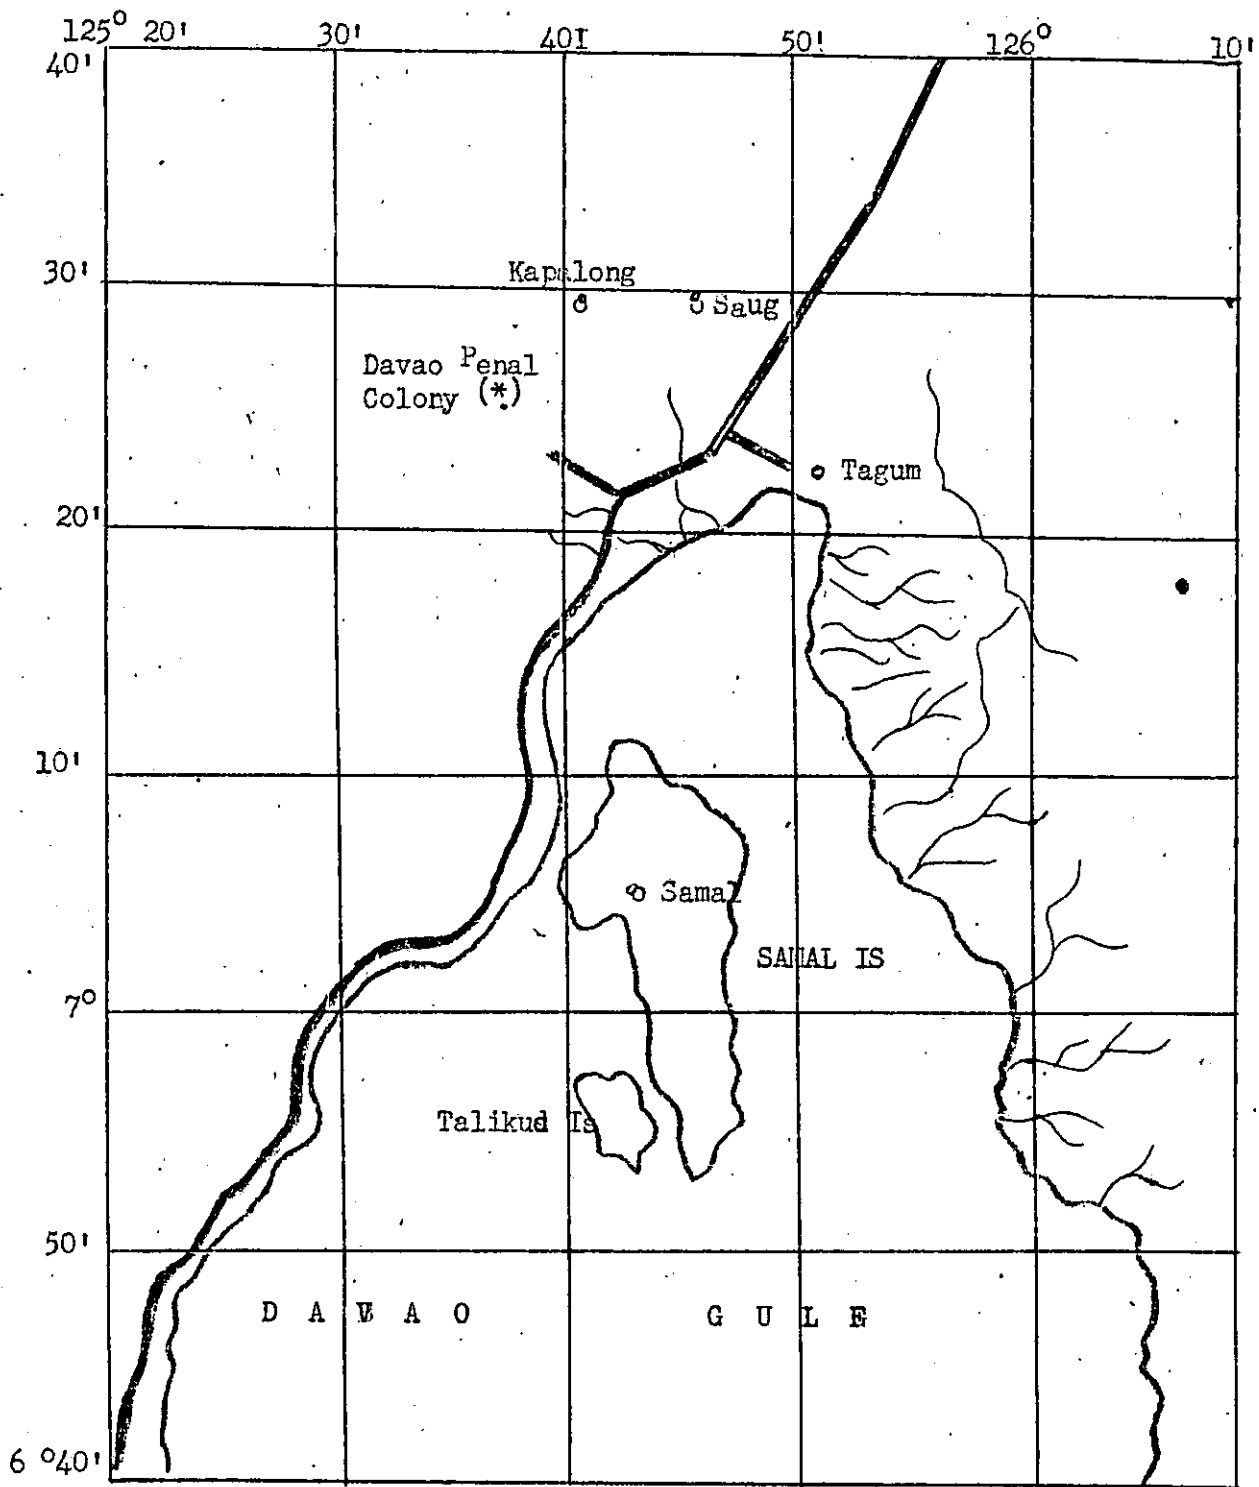 125° 20' 30' 40' 50' 126° 10'
40'
30'
Kapalong
Saug
Davao Penal
Colony (*)
Tagum
20'
10'
Samal
SAMAL IS
7°
Talikud Is
50'
D A V A O G U L F
6 °40'